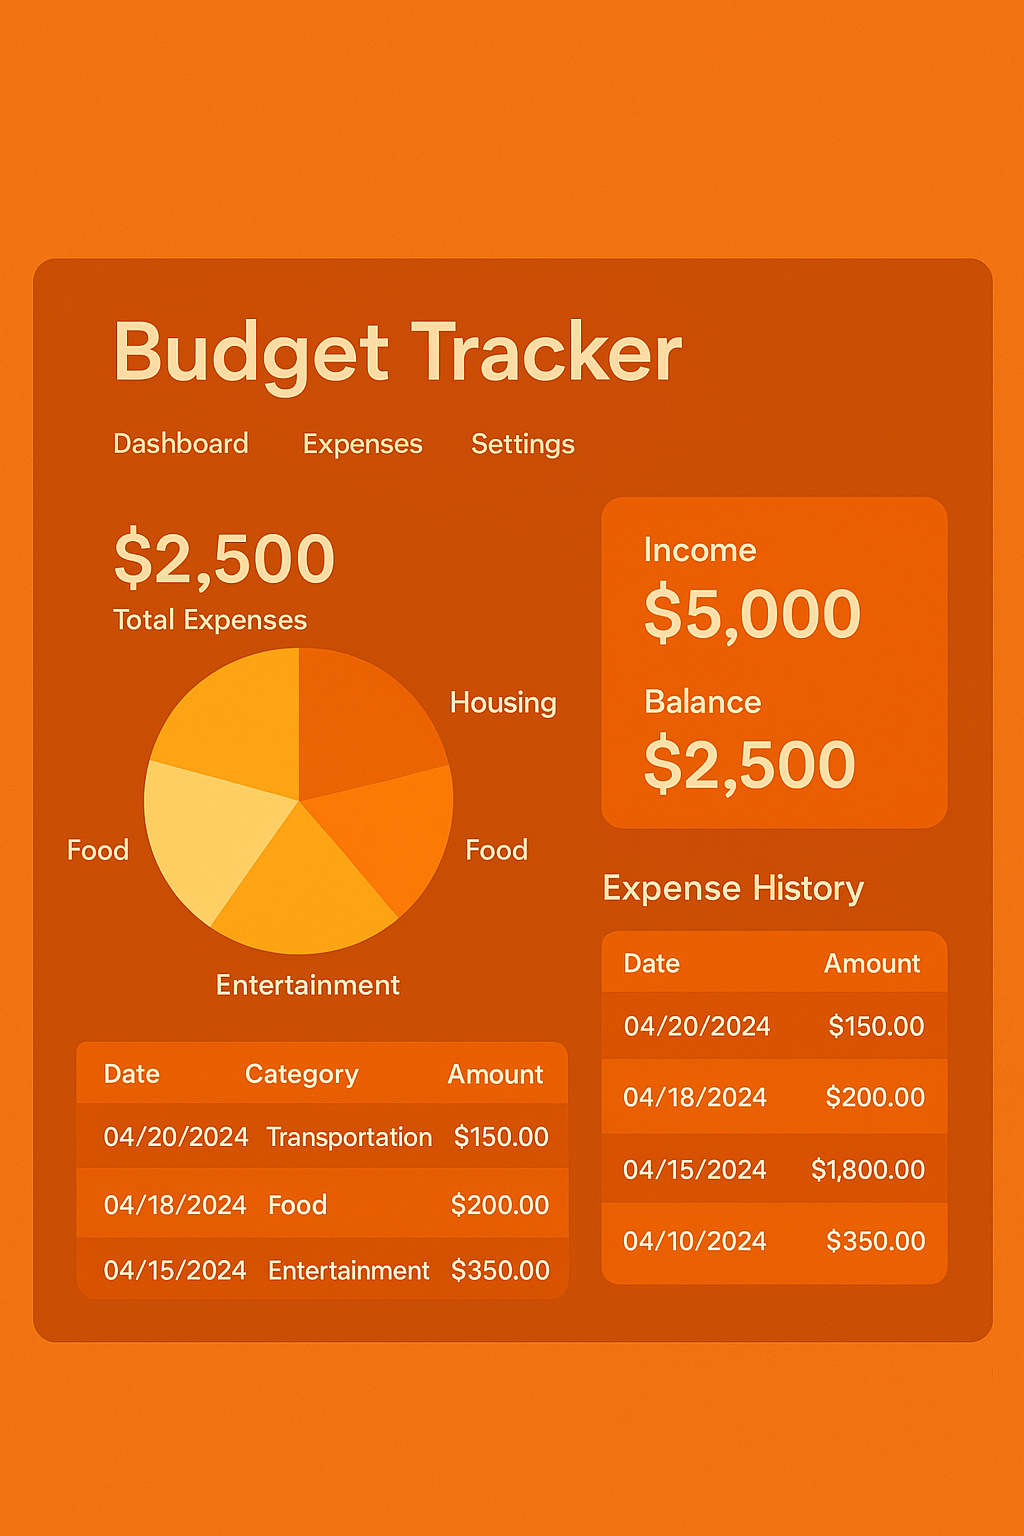 Budget Tracker
Dashboard Expenses Settings
$2,500
Total Expenses
Housing
Food
Food
Entertainment
Date Category Amount
04/20/2024 Transportation $150.00
04/18/2024 Food $200.00
04/15/2024 Entertainment $350.00
Income
$5,000
Balance
$2,500
Expense History
Date Amount
04/20/2024 $150.00
04/18/2024 $200.00
04/15/2024 $1,800.00
04/10/2024 $350.00